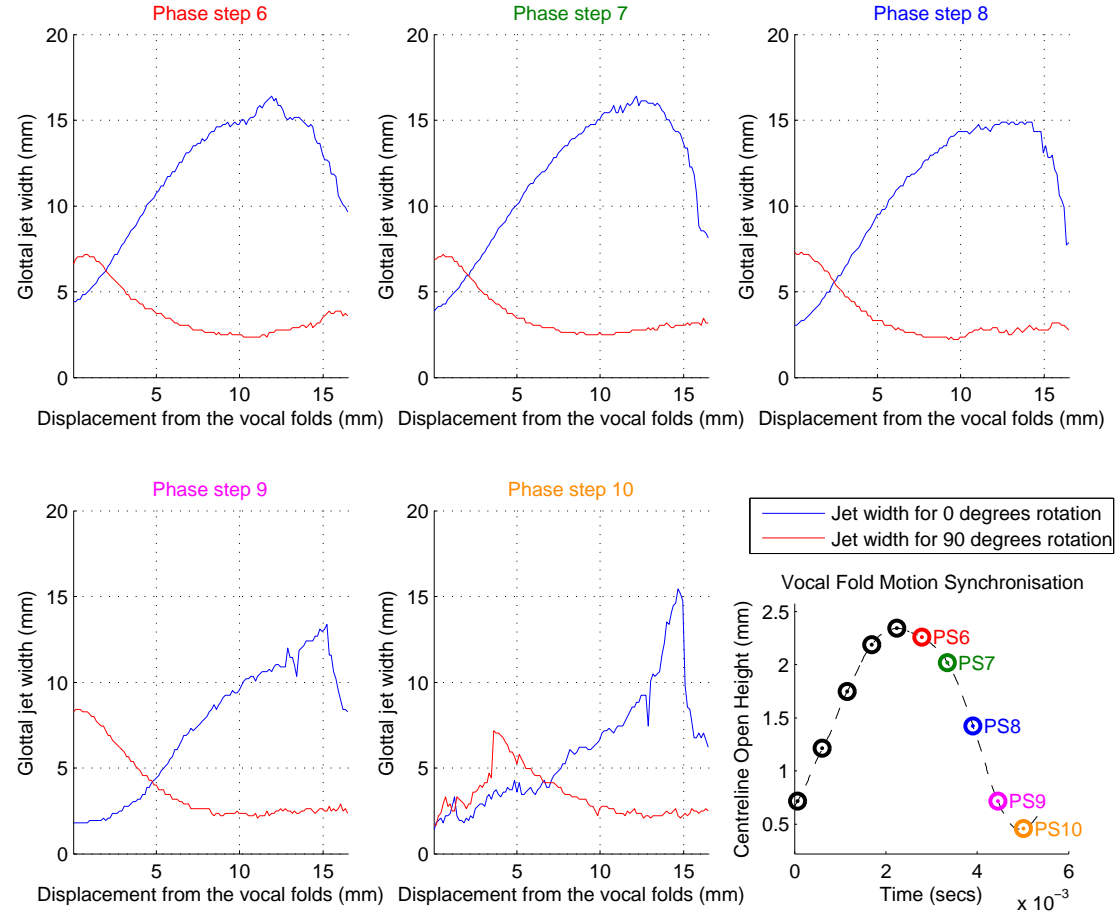 Phase step 6
20
15
10
5
0
5
10
15
Glottal jet width (mm)
Displacement from the vocal folds (mm)
Phase step 7
20
15
10
5
0
5
10
15
Glottal jet width (mm)
Displacement from the vocal folds (mm)
Phase step 8
20
15
10
5
0
5
10
15
Glottal jet width (mm)
Displacement from the vocal folds (mm)
Phase step 9
20
15
10
5
0
5
10
15
Glottal jet width (mm)
Displacement from the vocal folds (mm)
Phase step 10
20
15
10
5
0
5
10
15
Glottal jet width (mm)
Displacement from the vocal folds (mm)
Jet width for 0 degrees rotation
Jet width for 90 degrees rotation
Vocal Fold Motion Synchronisation
2.5
2
1.5
1
0.5
0
2
4
6
Centreline Open Height (mm)
PS6
PS7
PS8
PS9
PS10
Time (secs)
x 10⁻³